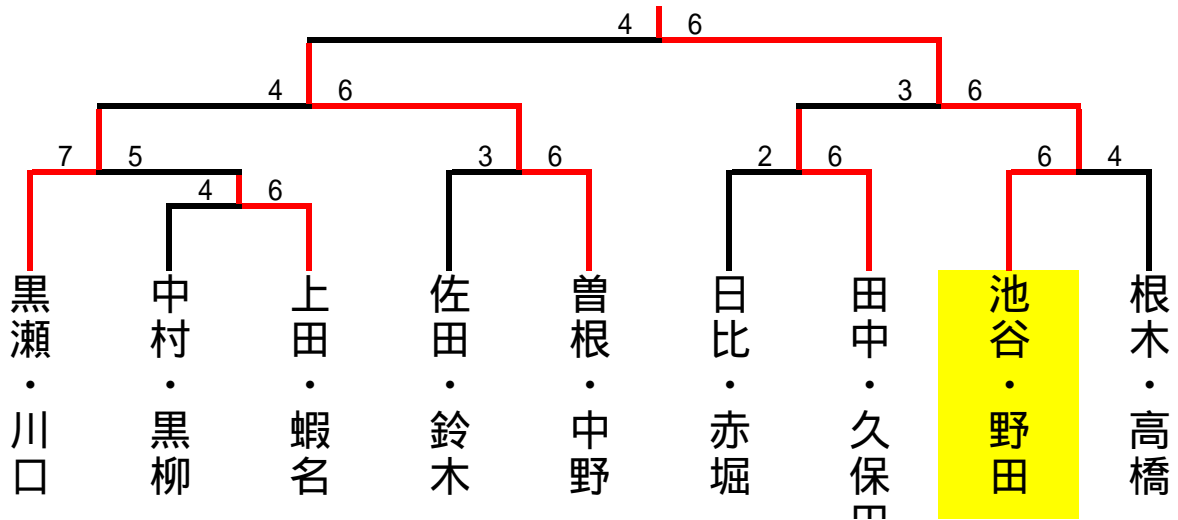 4 6
4 6
3 6
7 5
3 6
2 6
6 4
4 6
黒瀬・川口
中村・黒柳
上田・蝦名
佐田・鈴木
曽根・中野
日比・赤堀
田中・久保田
池谷・野田
根木・高橋